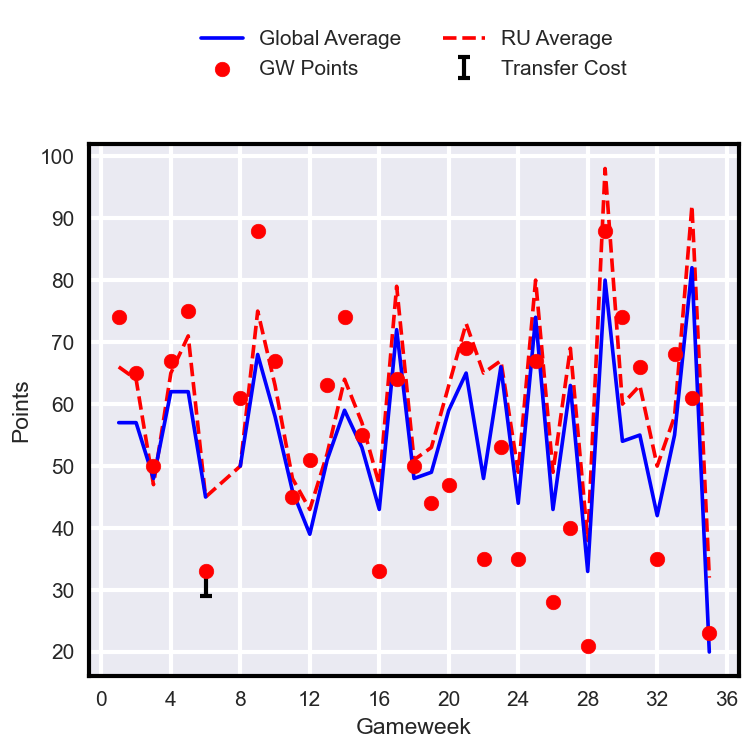 Global Average
RU Average
GW Points
Transfer Cost
100
90
80
70
60
50
40
30
20
Points
0 4 8 12 16 20 24 28 32 36
Gameweek